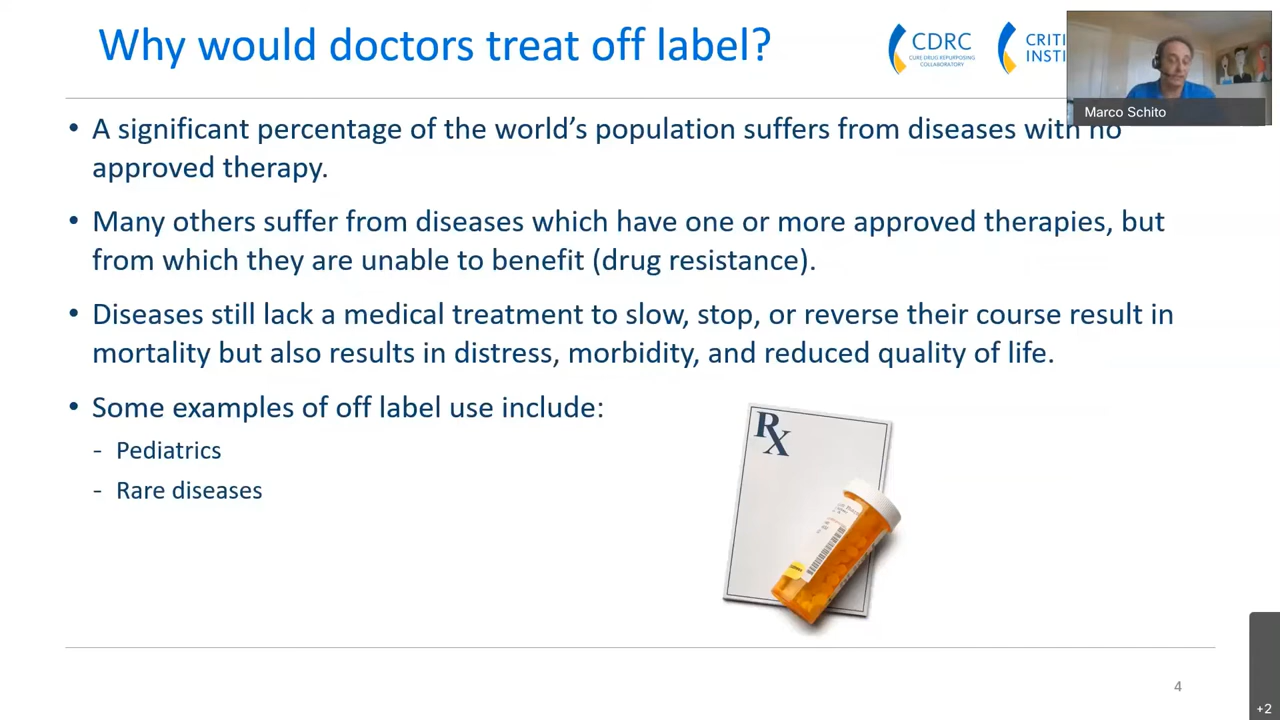 Why would doctors treat off label?
CDRC
CURE DRUG REPURPOSING
COLLABORATORY
CRITI
INSTI
Marco Schito
• A significant percentage of the world's population suffers from diseases with no
approved therapy.
• Many others suffer from diseases which have one or more approved therapies, but
from which they are unable to benefit (drug resistance).
• Diseases still lack a medical treatment to slow, stop, or reverse their course result in
mortality but also results in distress, morbidity, and reduced quality of life.
• Some examples of off label use include:
- Pediatrics
- Rare diseases
Rx
4
+2